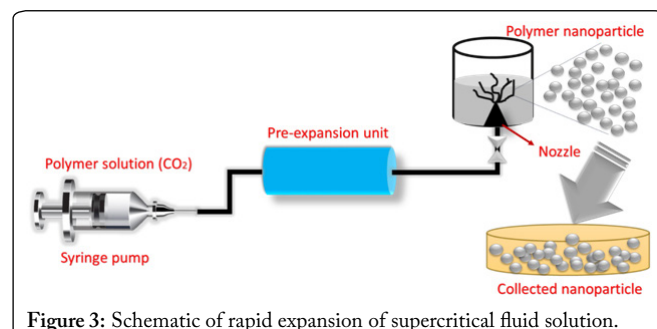 Polymer nanoparticle
Pre-expansion unit
Nozzle
Polymer solution (CO₂)
Syringe pump
Collected nanoparticle
Figure 3: Schematic of rapid expansion of supercritical fluid solution.